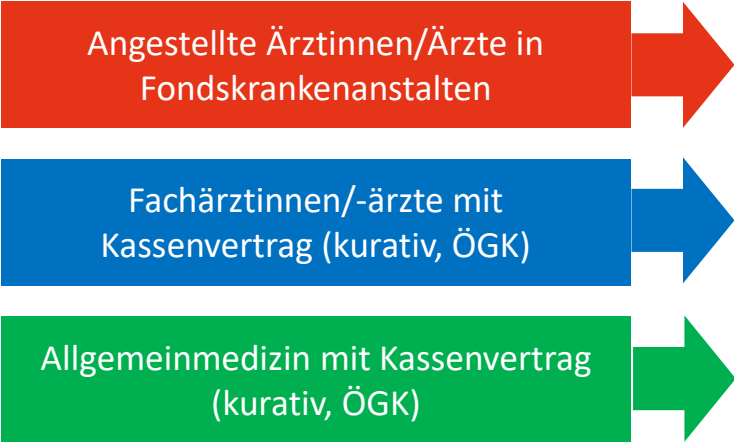 Angestellte Ärztinnen/Ärzte in
Fondskrankenanstalten
Fachärztinnen/-ärzte mit
Kassenvertrag (kurativ, ÖGK)
Allgemeinmedizin mit Kassenvertrag
(kurativ, ÖGK)